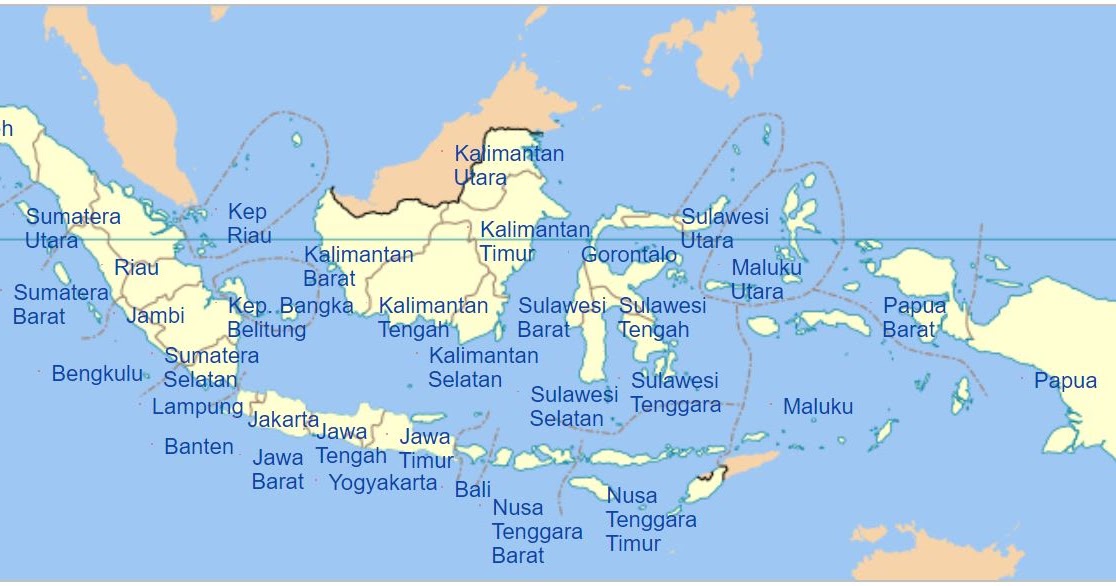 h
Kalimantan
Utara
Sumatera
Utara
Kep
Riau
Sulawesi
Utara
Kalimantan
Timur
Kalimantan
Barat
Gorontalo
Riau
Maluku
Utara
Sumatera
Barat
Jambi
Kep. Bangka
Belitung
Kalimantan
Tengah
Sulawesi
Barat
Sulawesi
Tengah
Papua
Barat
Sumatera
Selatan
Kalimantan
Selatan
Bengkulu
Sulawesi
Tenggara
Papua
Sulawesi
Selatan
Lampung
Maluku
Jakarta
Jawa
Tengah
Jawa
Timur
Banten
Jawa
Barat
Yogyakarta
Bali
Nusa
Tenggara
Barat
Nusa
Tenggara
Timur